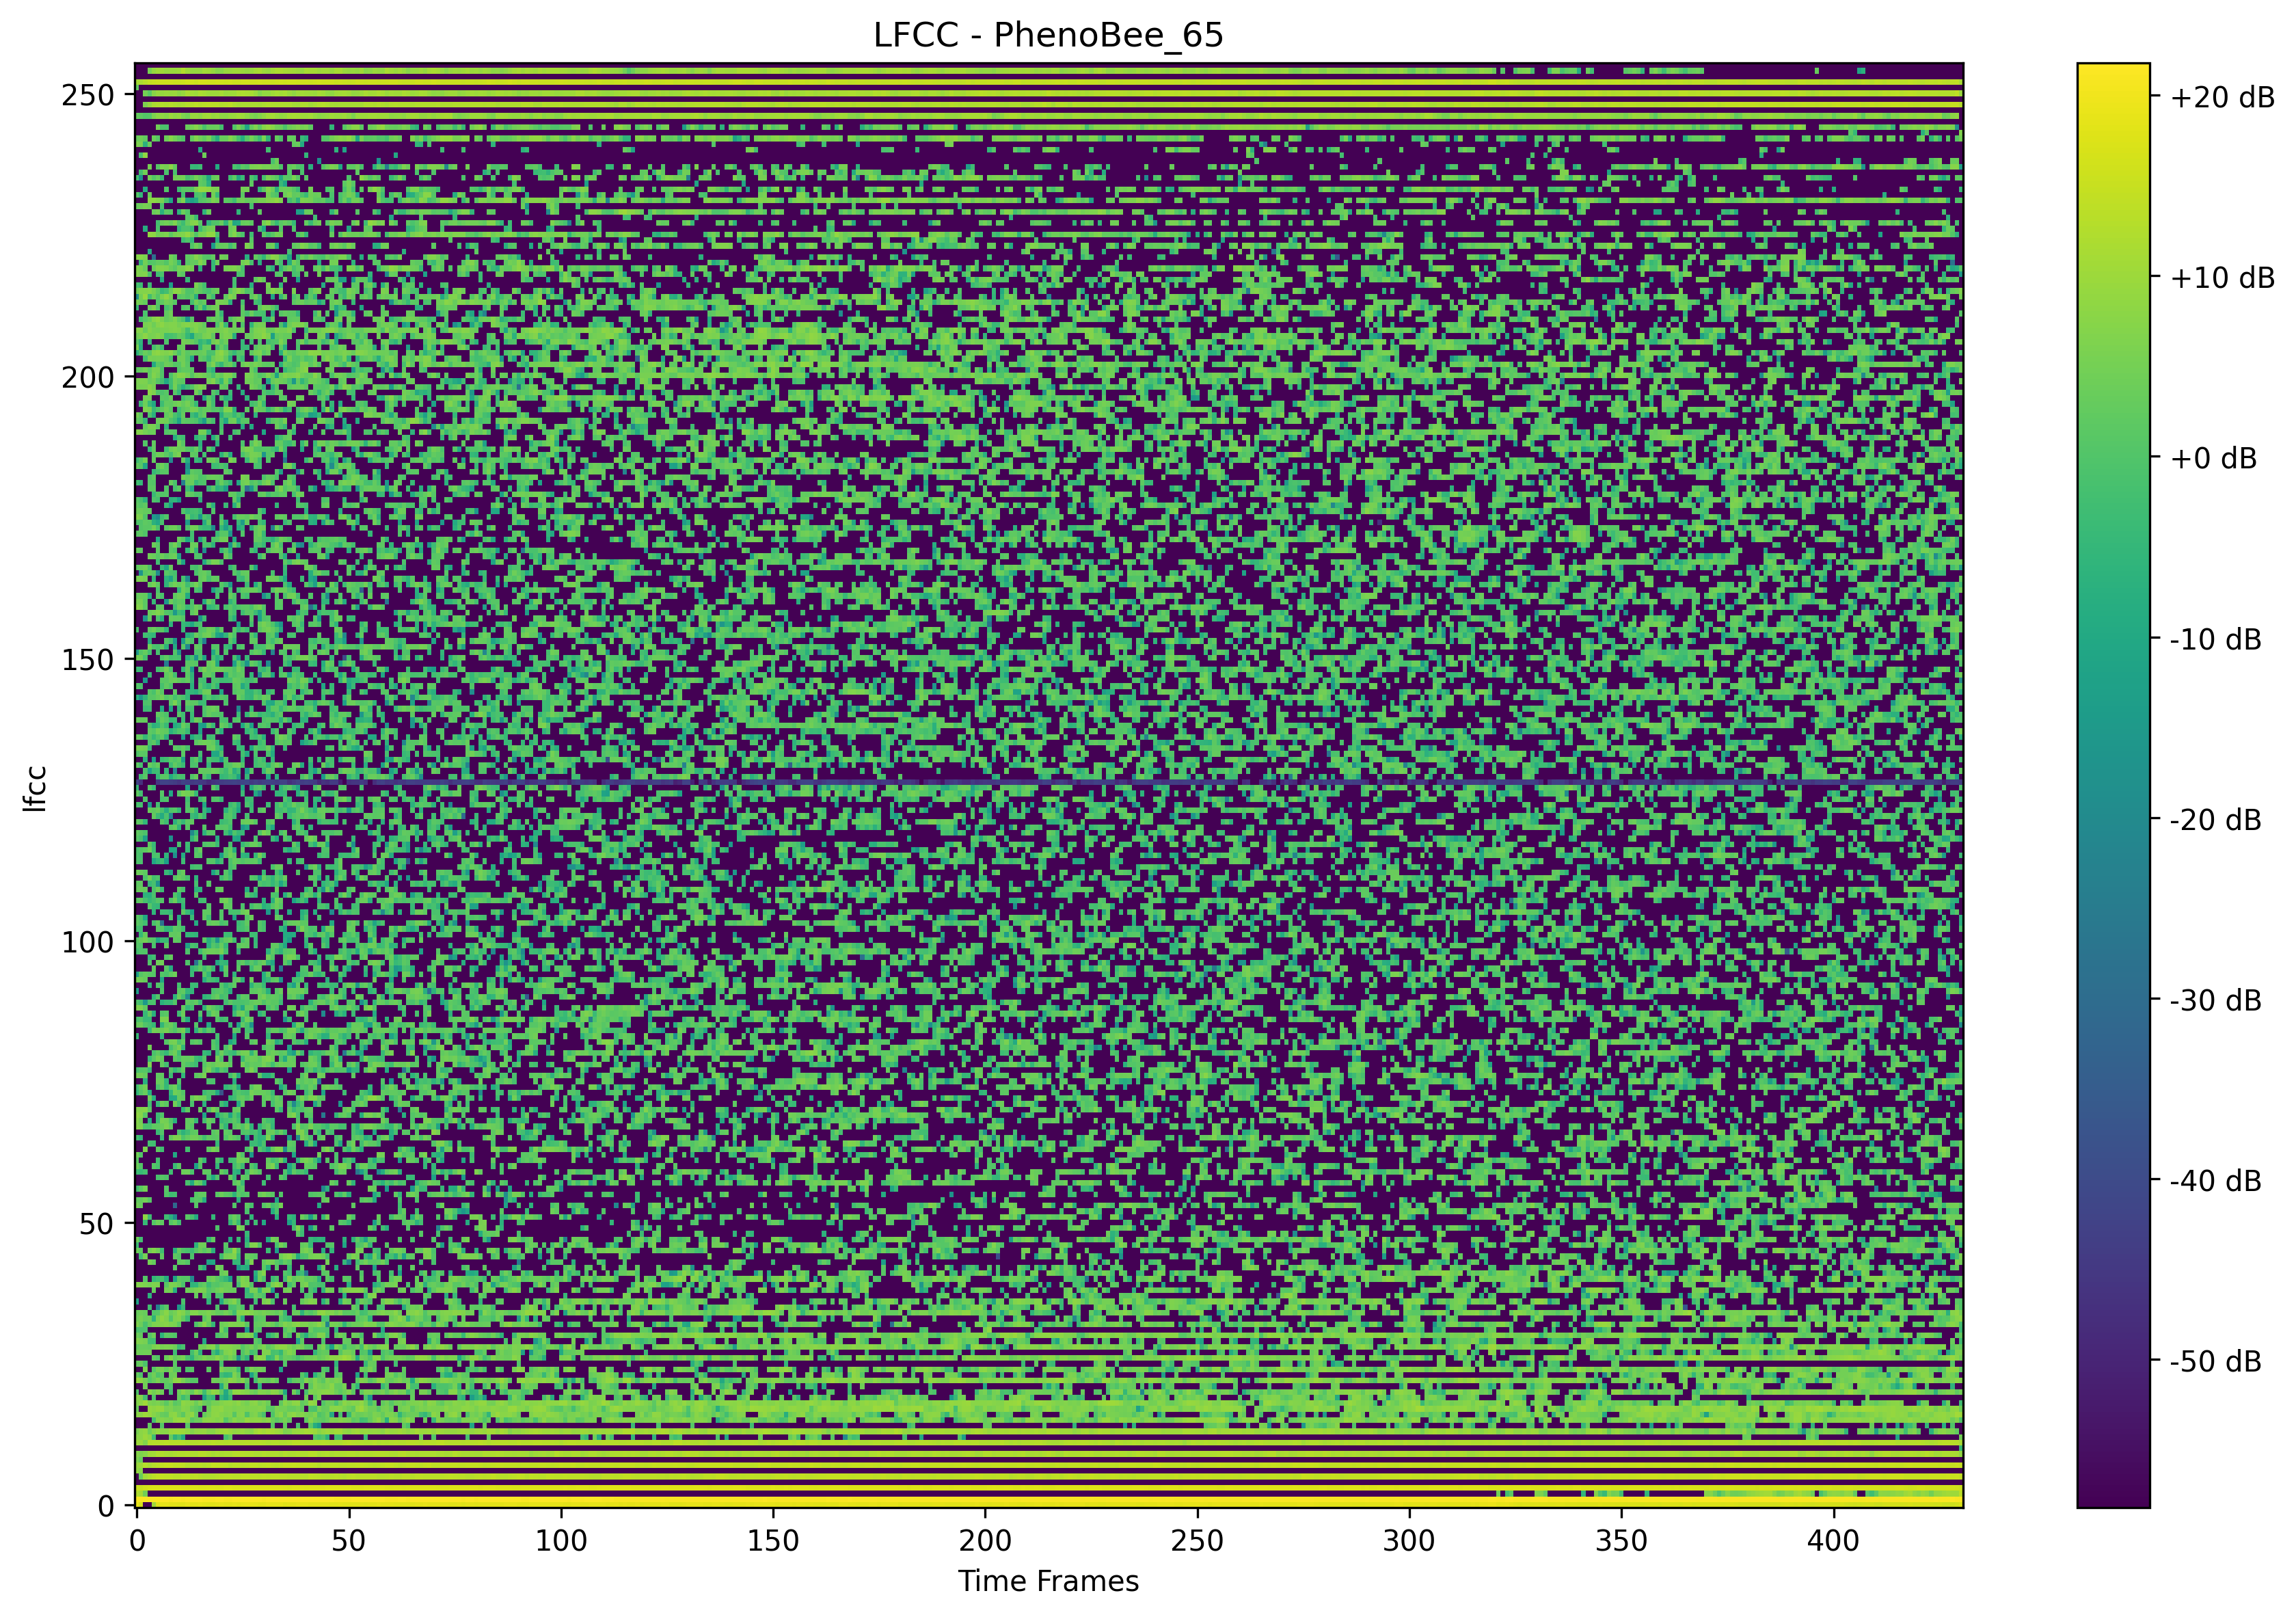 LFCC - PhenoBee_65
250
200
150
100
50
0
lfcc
0 50 100 150 200 250 300 350 400
Time Frames
+20 dB
+10 dB
+0 dB
-10 dB
-20 dB
-30 dB
-40 dB
-50 dB